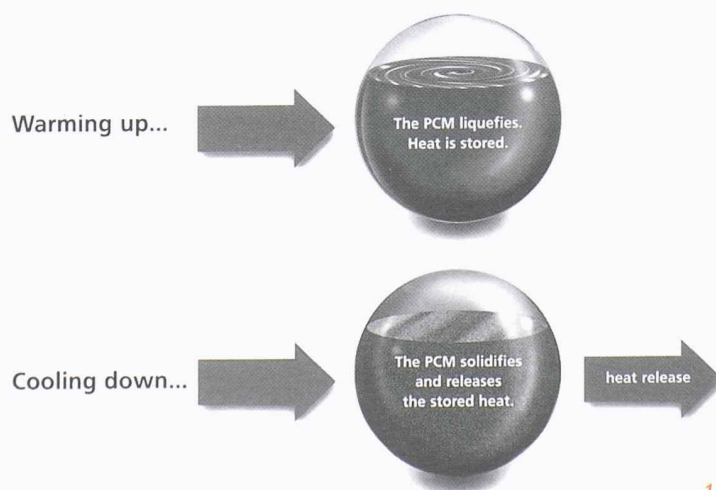 Warming up...
The PCM liquefies.
Heat is stored.
Cooling down...
The PCM solidifies
and releases
the stored heat.
heat release
1